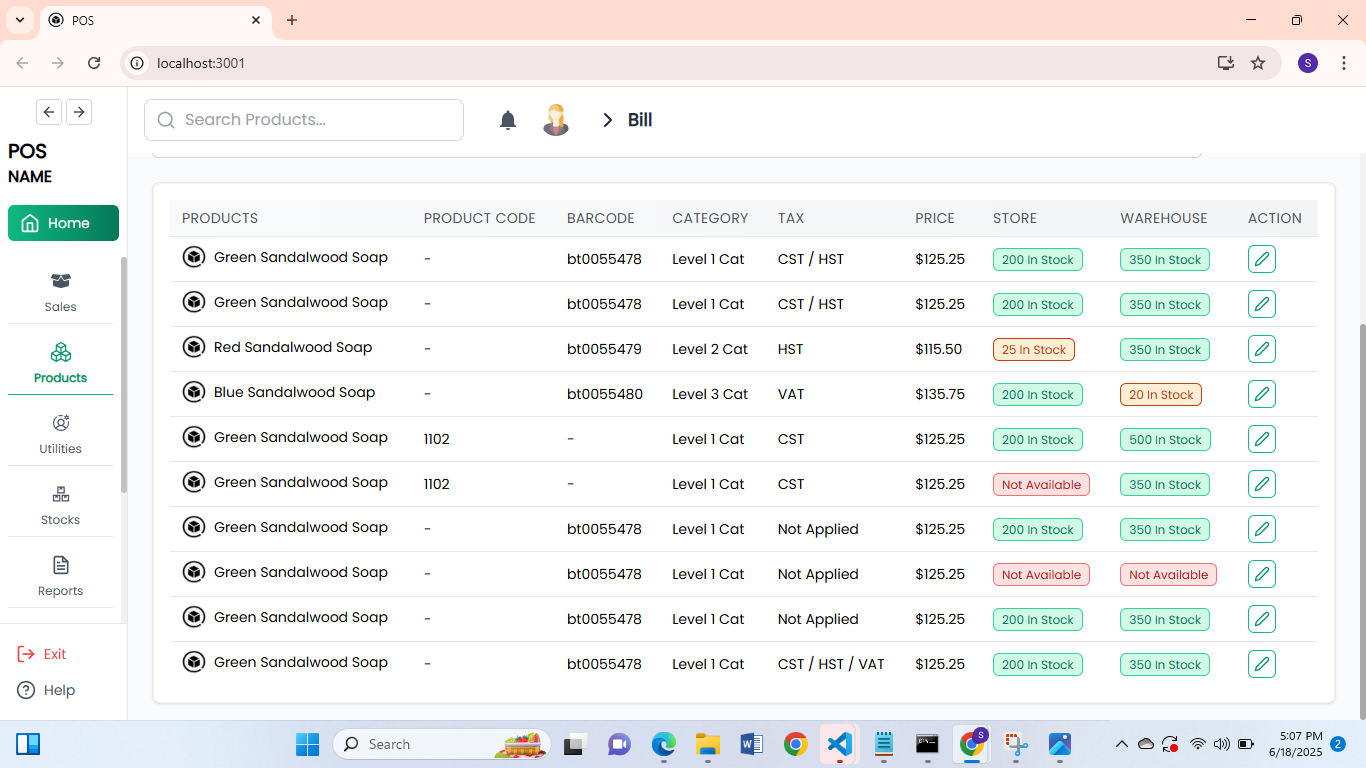 POS
localhost:3001
S
Search Products...
Bill
POS
NAME
Home
Sales
Products
Utilities
Stocks
Reports
Exit
Help
PRODUCTS PRODUCT CODE BARCODE CATEGORY TAX PRICE STORE WAREHOUSE ACTION
Green Sandalwood Soap - bt0055478 Level 1 Cat CST / HST $125.25 200 In Stock 350 In Stock
Green Sandalwood Soap - bt0055478 Level 1 Cat CST / HST $125.25 200 In Stock 350 In Stock
Red Sandalwood Soap - bt0055479 Level 2 Cat HST $115.50 25 In Stock 350 In Stock
Blue Sandalwood Soap - bt0055480 Level 3 Cat VAT $135.75 200 In Stock 20 In Stock
Green Sandalwood Soap 1102 - Level 1 Cat CST $125.25 200 In Stock 500 In Stock
Green Sandalwood Soap 1102 - Level 1 Cat CST $125.25 Not Available 350 In Stock
Green Sandalwood Soap - bt0055478 Level 1 Cat Not Applied $125.25 200 In Stock 350 In Stock
Green Sandalwood Soap - bt0055478 Level 1 Cat Not Applied $125.25 Not Available Not Available
Green Sandalwood Soap - bt0055478 Level 1 Cat Not Applied $125.25 200 In Stock 350 In Stock
Green Sandalwood Soap - bt0055478 Level 1 Cat CST / HST / VAT $125.25 200 In Stock 350 In Stock
Search
S
5:07 PM
6/18/2025
2